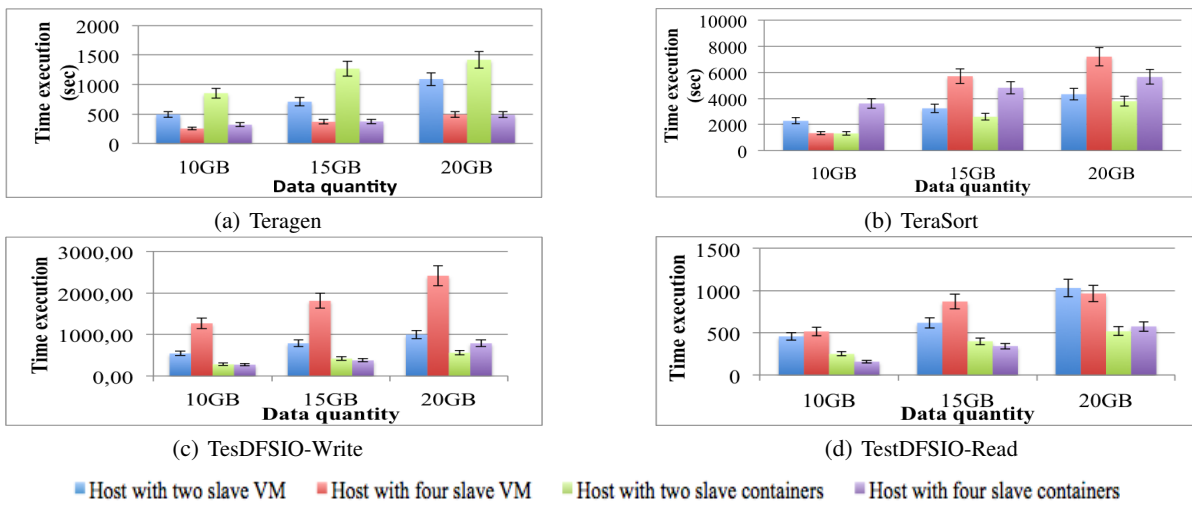 2000
1500
1000
500
0
Time execution
(sec)
10GB
15GB
20GB
Data quantity
(a) Teragen
10000
8000
6000
4000
2000
0
Time execution
(sec)
10GB
15GB
20GB
Data quantity
(b) TeraSort
3000,00
2000,00
1000,00
0,00
Time execution
10GB
15GB
20GB
Data quantity
(c) TesDFSIO-Write
1500
1000
500
0
Time execution
10GB
15GB
20GB
Data quantity
(d) TestDFSIO-Read
Host with two slave VM
Host with four slave VM
Host with two slave containers
Host with four slave containers